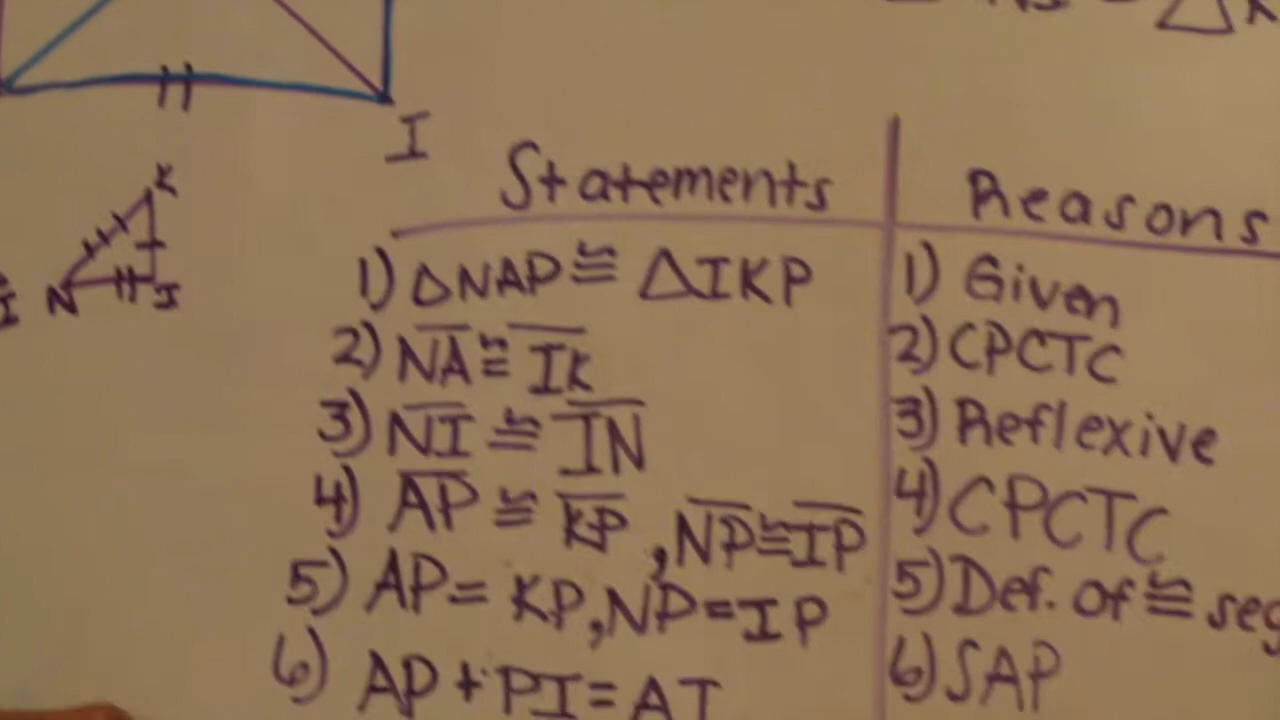 I
K
N I
Statements Reasons
1) △NAP ≅ △IKP 1) Given
2) NA ≅ IK 2) CPCTC
3) NI ≅ IN 3) Reflexive
4) AP ≅ KP , NP ≅ IP 4) CPCTC
5) AP = KP, NP = IP 5) Def. of ≅ seg
6) AP + PI = AI 6) SAP